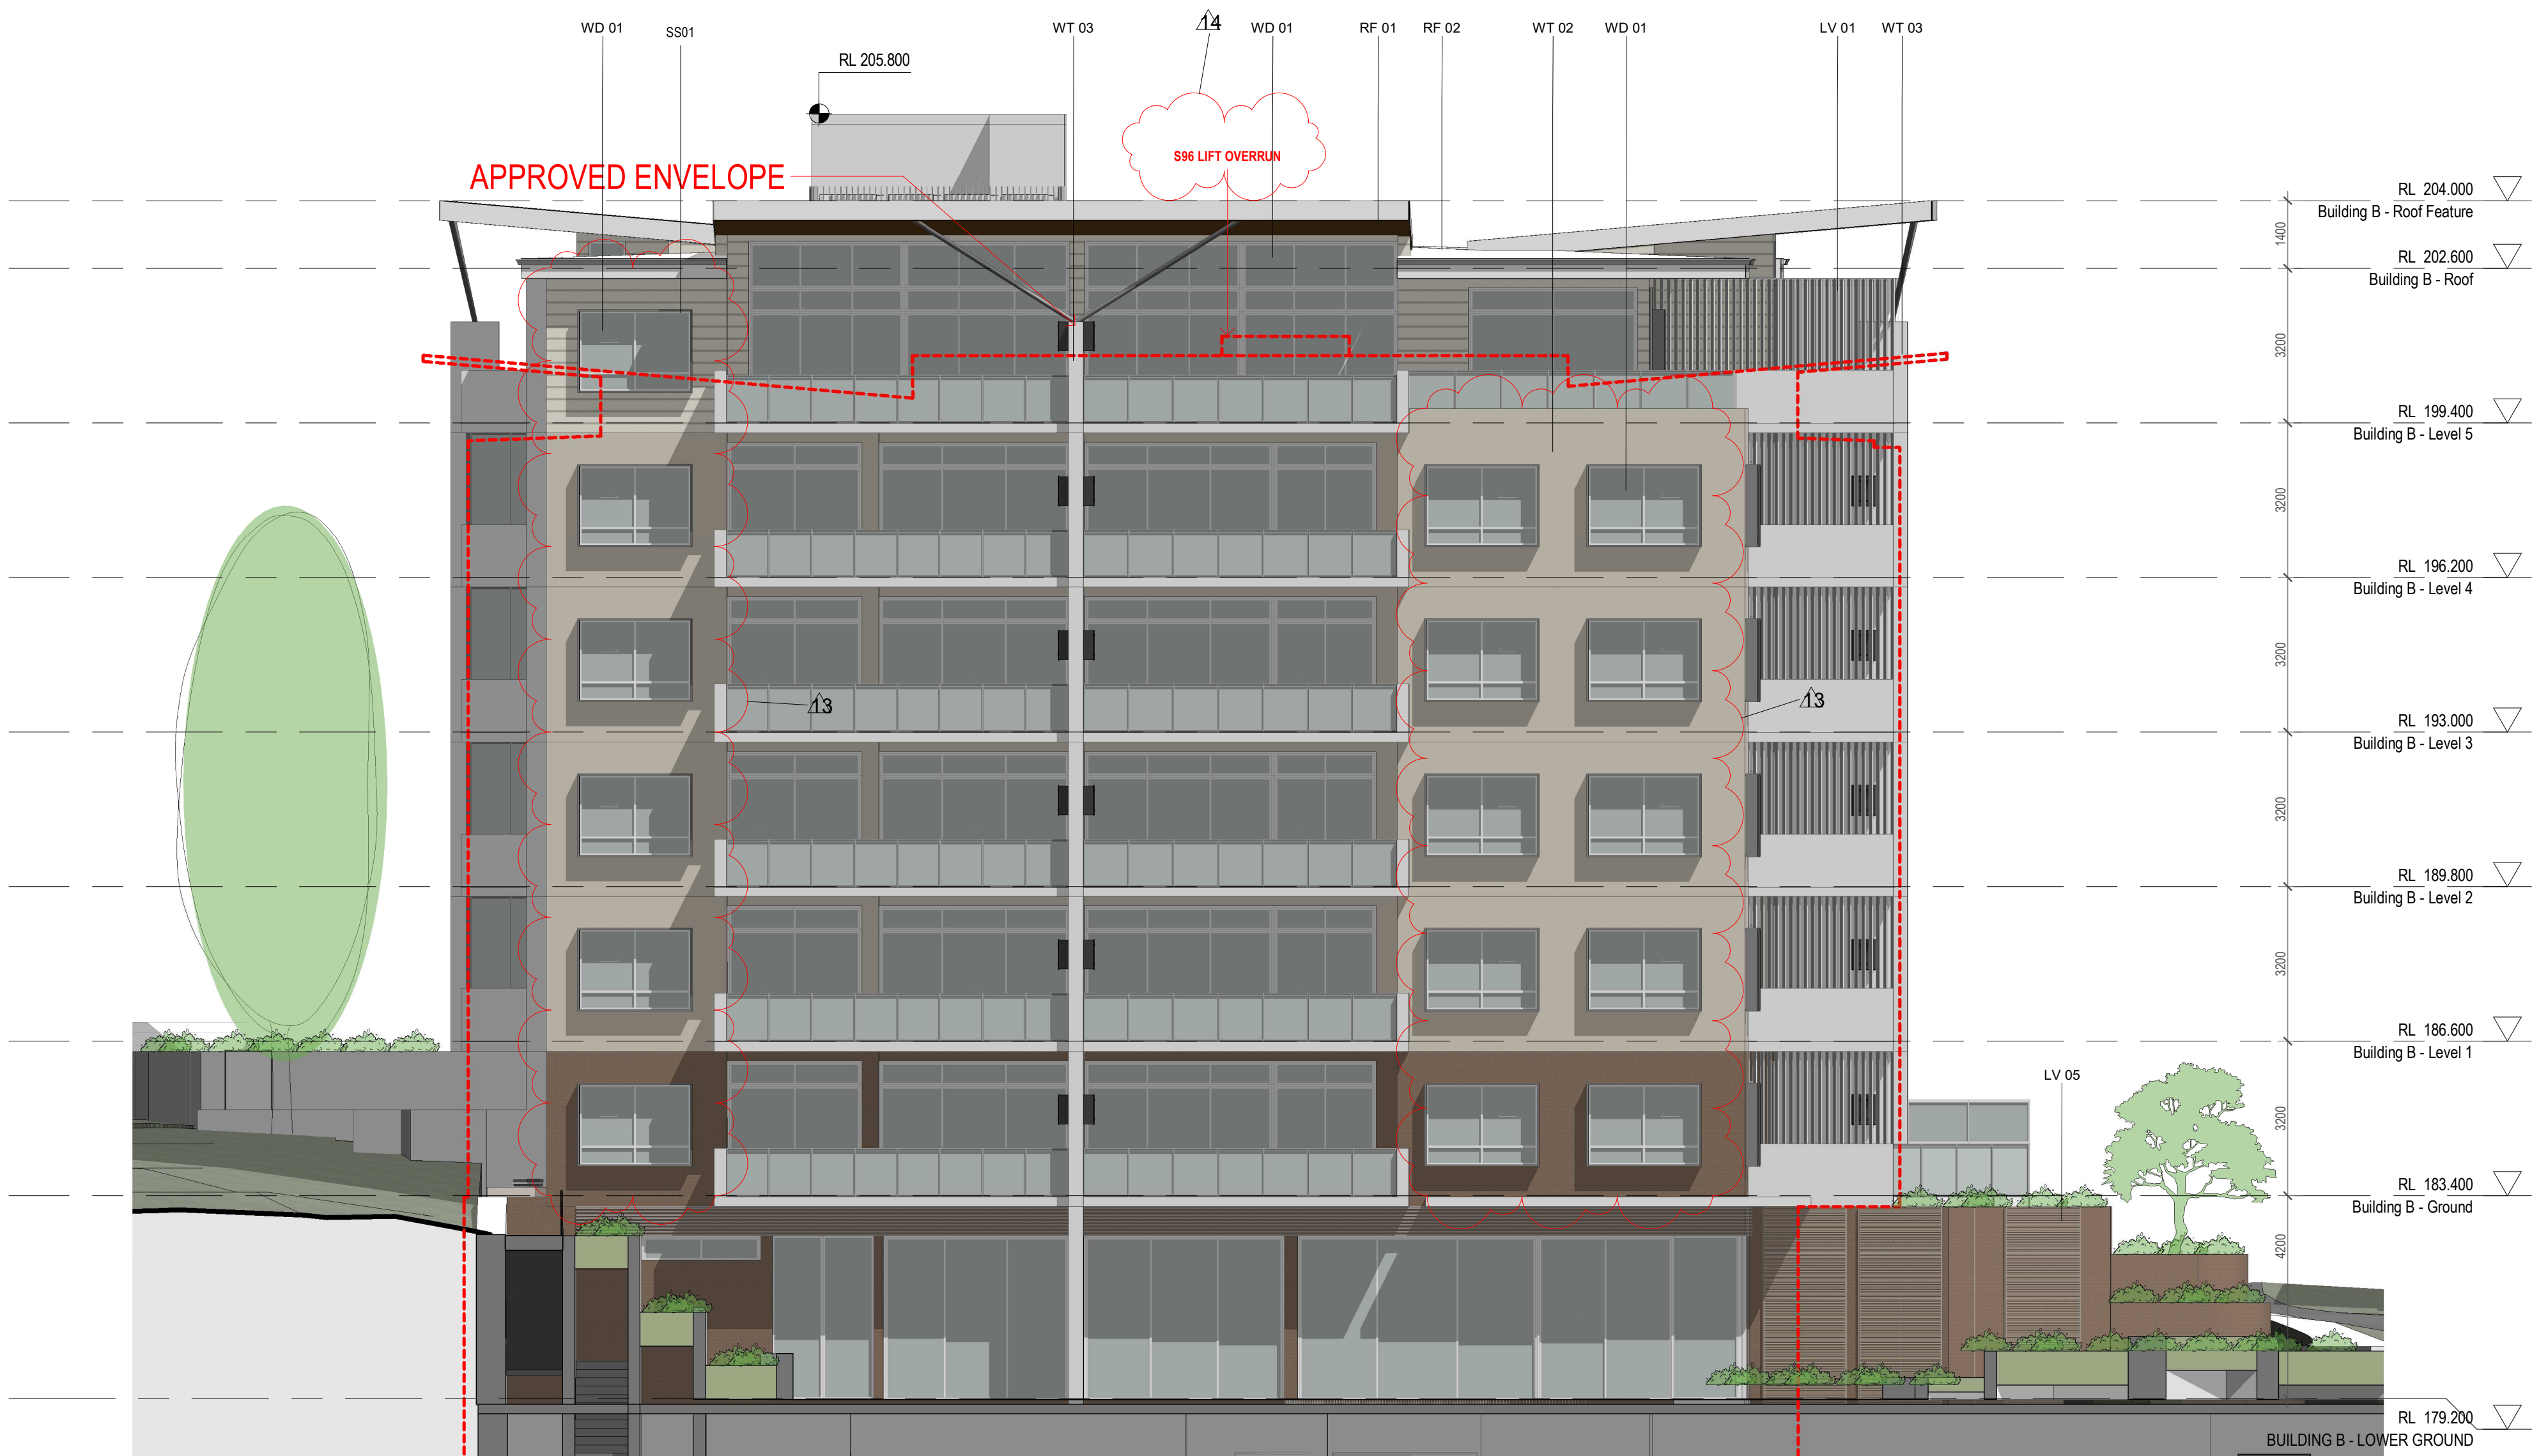 14
WD 01
SS01
WT 03
WD 01
RF 01
RF 02
WT 02
WD 01
LV 01
WT 03
RL 205.800
S96 LIFT OVERRUN
APPROVED ENVELOPE
RL 204.000
Building B - Roof Feature
1400
RL 202.600
Building B - Roof
3200
RL 199.400
Building B - Level 5
3200
RL 196.200
Building B - Level 4
3200
13
13
RL 193.000
Building B - Level 3
3200
RL 189.800
Building B - Level 2
3200
RL 186.600
Building B - Level 1
LV 05
3200
RL 183.400
Building B - Ground
4200
RL 179.200
BUILDING B - LOWER GROUND